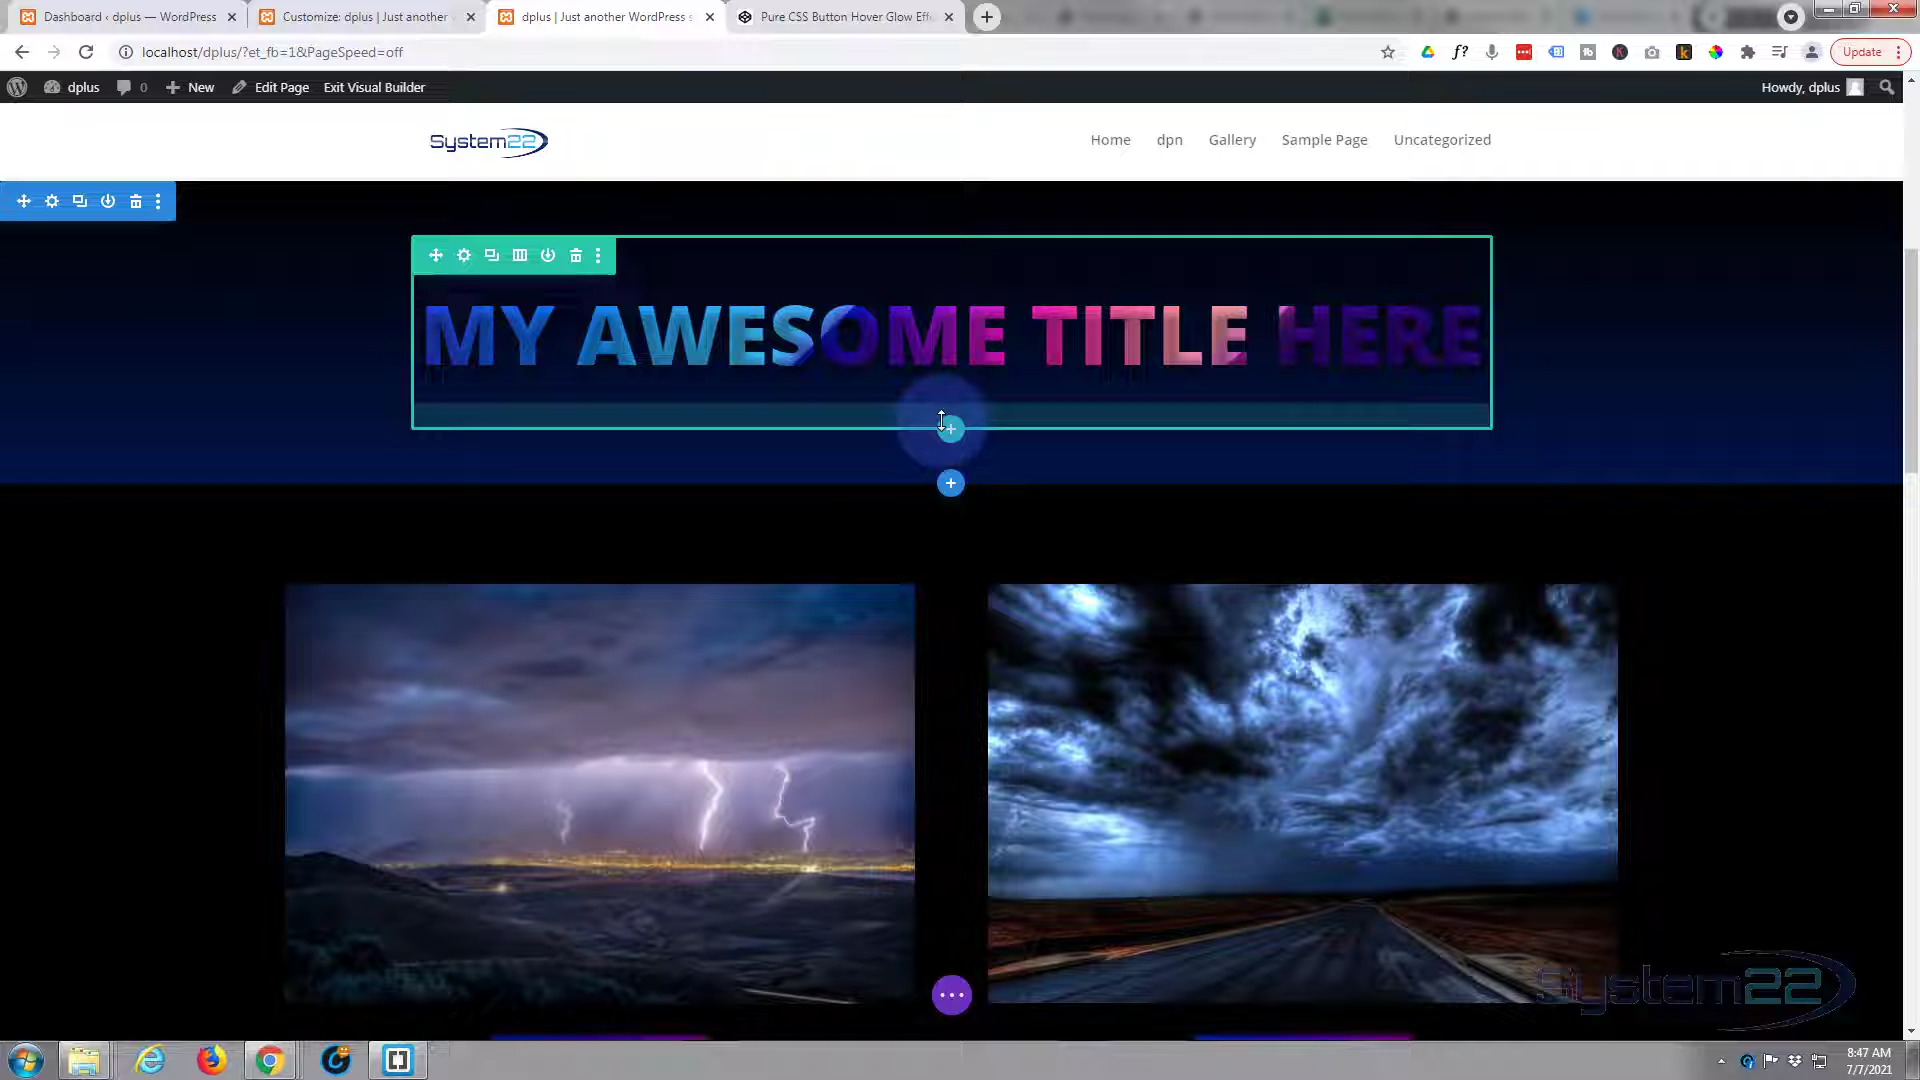 Dashboard ‹ dplus — WordPress
Customize: dplus | Just another
dplus | Just another WordPress s
Pure CSS Button Hover Glow Eff
localhost/dplus/?et_fb=1&PageSpeed=off
Update
dplus
0
New
Edit Page
Exit Visual Builder
Howdy, dplus
System22
Home
dpn
Gallery
Sample Page
Uncategorized
MY AWESOME TITLE HERE
System22
8:47 AM
7/7/2021